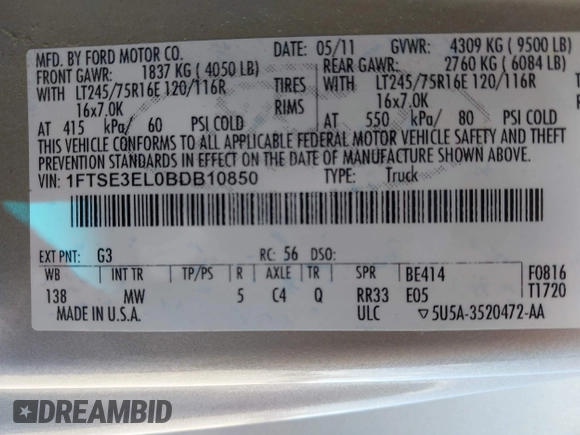 MFD. BY FORD MOTOR CO. DATE: 05/11 GVWR: 4309 KG ( 9500 LB)
FRONT GAWR: 1837 KG ( 4050 LB) REAR GAWR: 2760 KG ( 6084 LB)
WITH LT245/75R16E 120/116R TIRES WITH LT245/75R16E 120/116R
16x7.0K RIMS 16x7.0K
AT 415 kPa/ 60 PSI COLD AT 550 kPa/ 80 PSI COLD
THIS VEHICLE CONFORMS TO ALL APPLICABLE FEDERAL MOTOR VEHICLE SAFETY AND THEFT
PREVENTION STANDARDS IN EFFECT ON THE DATE OF MANUFACTURE SHOWN ABOVE.
VIN: 1FTSE3EL0BDB10850 TYPE: Truck
EXT PNT: G3 RC: 56 DSO:
WB INT TR TP/PS R AXLE TR SPR BE414 F0816
138 MW 5 C4 Q RR33 E05 T1720
MADE IN U.S.A. ULC ▽5U5A-3520472-AA
DREAMBID